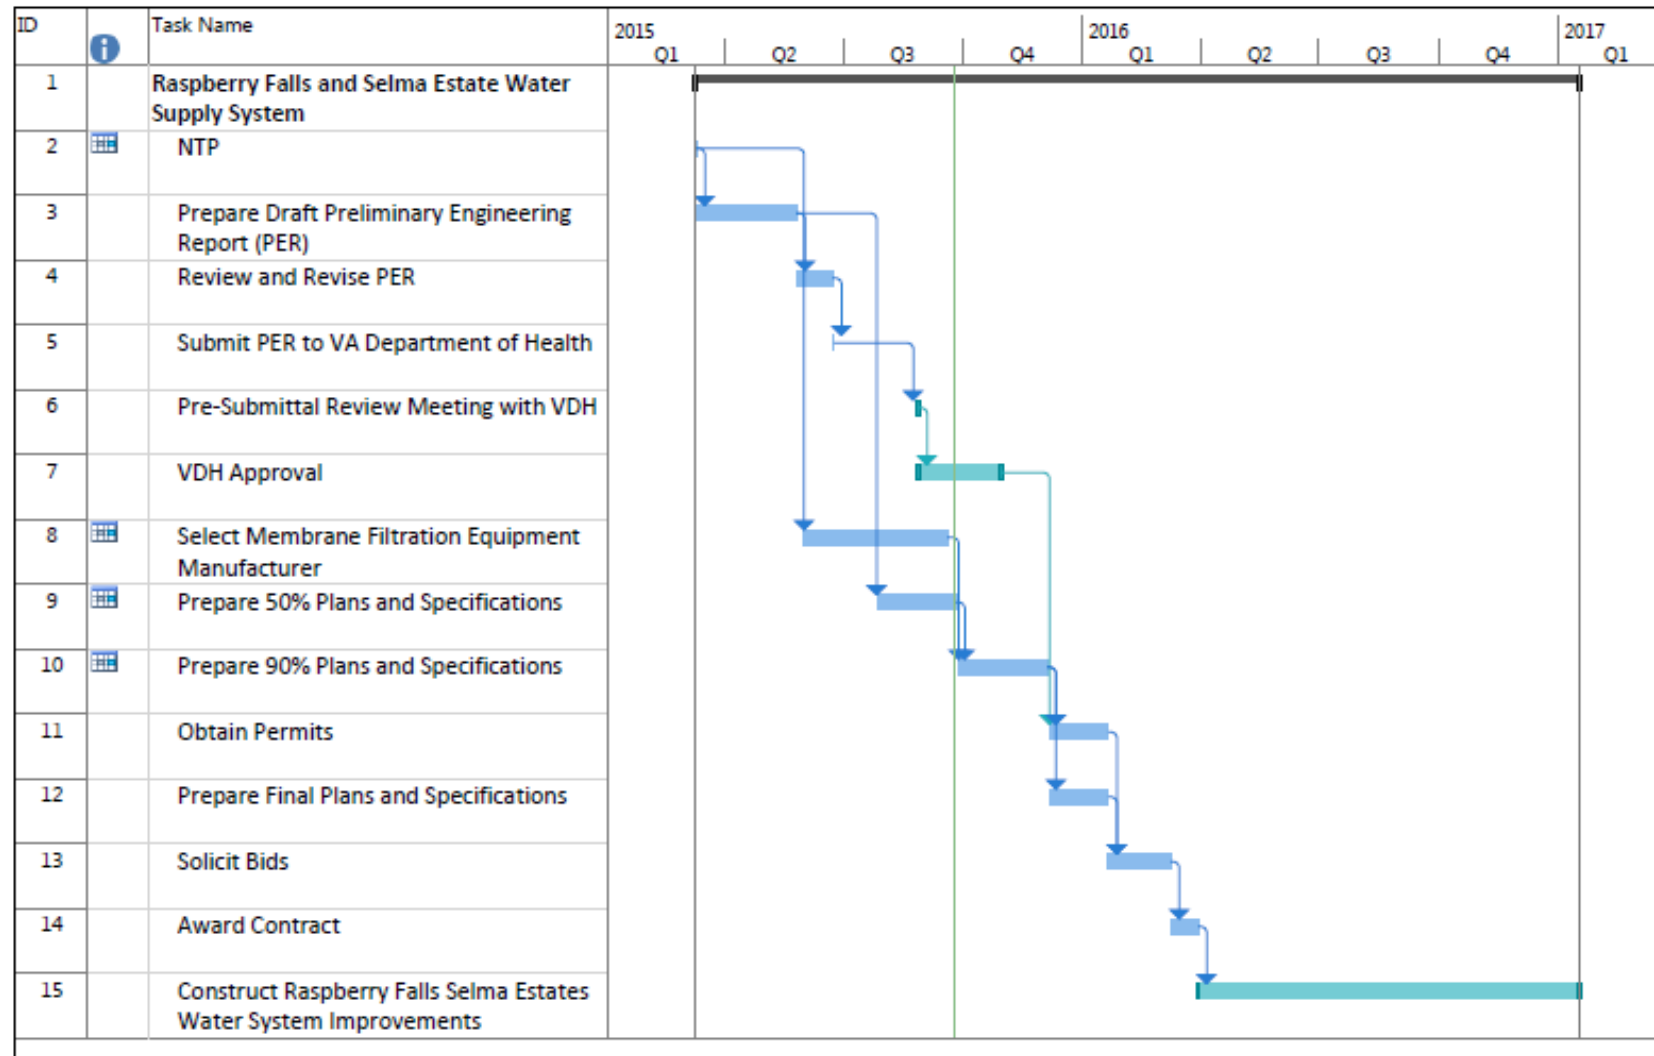 ID
Task Name
2015
2016
2017
Q1
Q2
Q3
Q4
Q1
Q2
Q3
Q4
Q1
1
Raspberry Falls and Selma Estate Water
Supply System
2
NTP
3
Prepare Draft Preliminary Engineering
Report (PER)
4
Review and Revise PER
5
Submit PER to VA Department of Health
6
Pre-Submittal Review Meeting with VDH
7
VDH Approval
8
Select Membrane Filtration Equipment
Manufacturer
9
Prepare 50% Plans and Specifications
10
Prepare 90% Plans and Specifications
11
Obtain Permits
12
Prepare Final Plans and Specifications
13
Solicit Bids
14
Award Contract
15
Construct Raspberry Falls Selma Estates
Water System Improvements